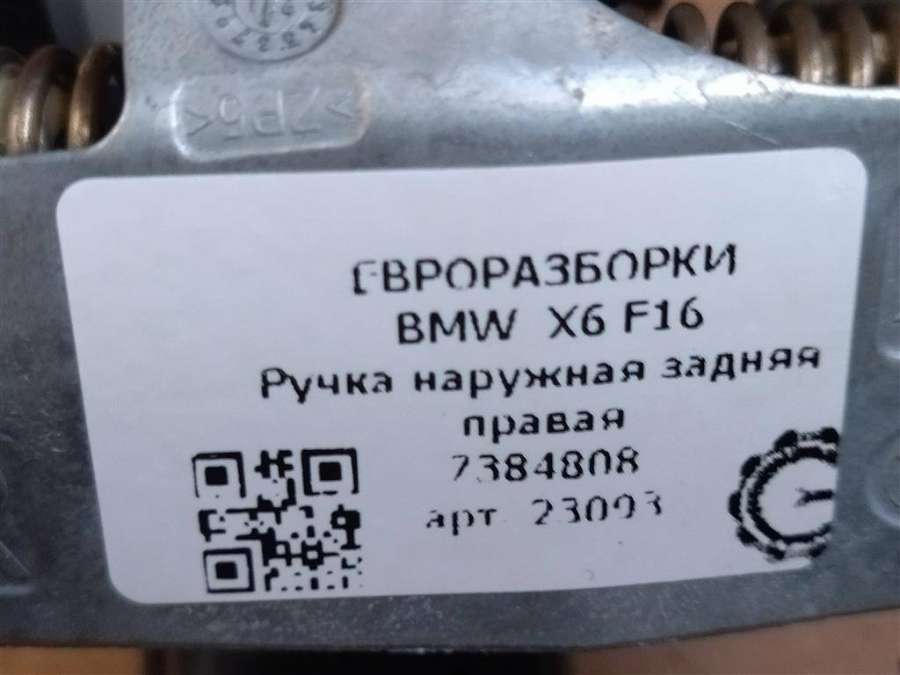 ЕВРОРАЗБОРКИ
BMW X6 F16
Ручка наружная задняя
правая
7384808
арт. 23093